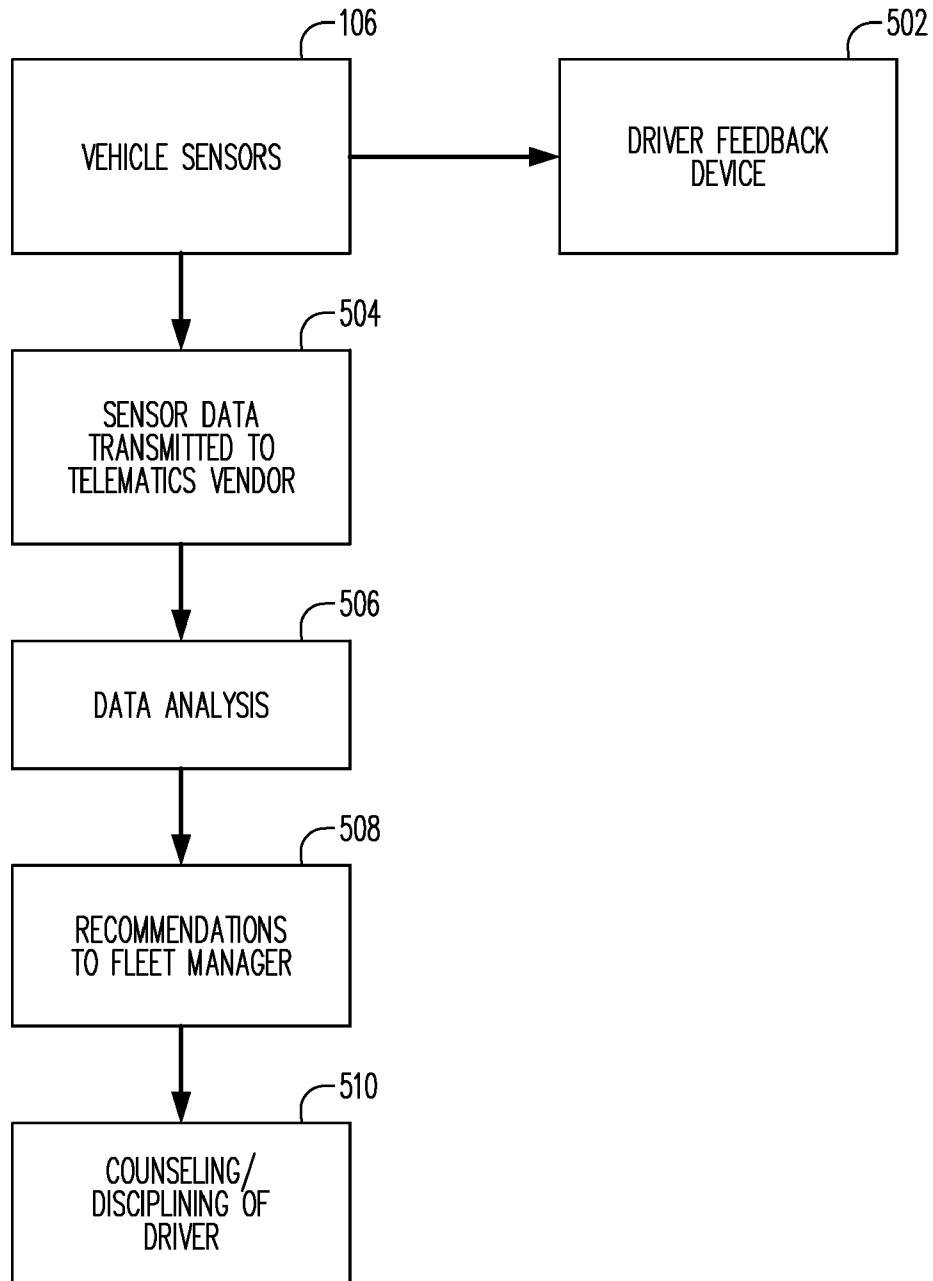 106
VEHICLE SENSORS
502
DRIVER FEEDBACK
DEVICE
504
SENSOR DATA
TRANSMITTED TO
TELEMATICS VENDOR
506
DATA ANALYSIS
508
RECOMMENDATIONS
TO FLEET MANAGER
510
COUNSELING/
DISCIPLINING OF
DRIVER